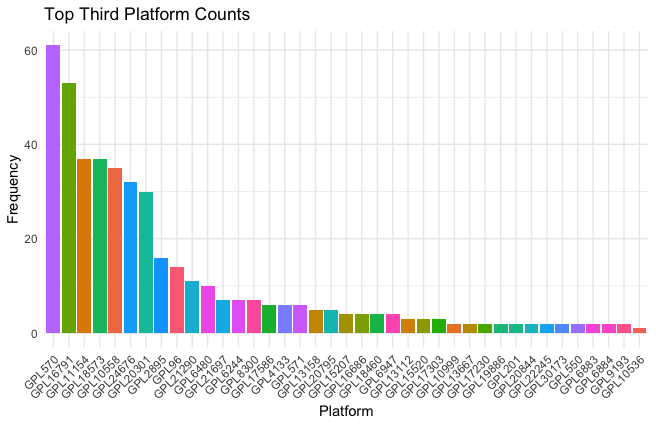 Top Third Platform Counts
60
40
20
0
Frequency
GPL570
GPL16791
GPL11154
GPL18573
GPL10558
GPL24676
GPL20301
GPL2895
GPL96
GPL21290
GPL6480
GPL21697
GPL6244
GPL8300
GPL17586
GPL4133
GPL571
GPL13158
GPL20795
GPL15207
GPL16686
GPL18460
GPL6947
GPL13112
GPL15520
GPL17303
GPL10999
GPL13667
GPL17230
GPL19886
GPL201
GPL20844
GPL22245
GPL30173
GPL550
GPL6883
GPL6884
GPL9193
GPL10536
Platform